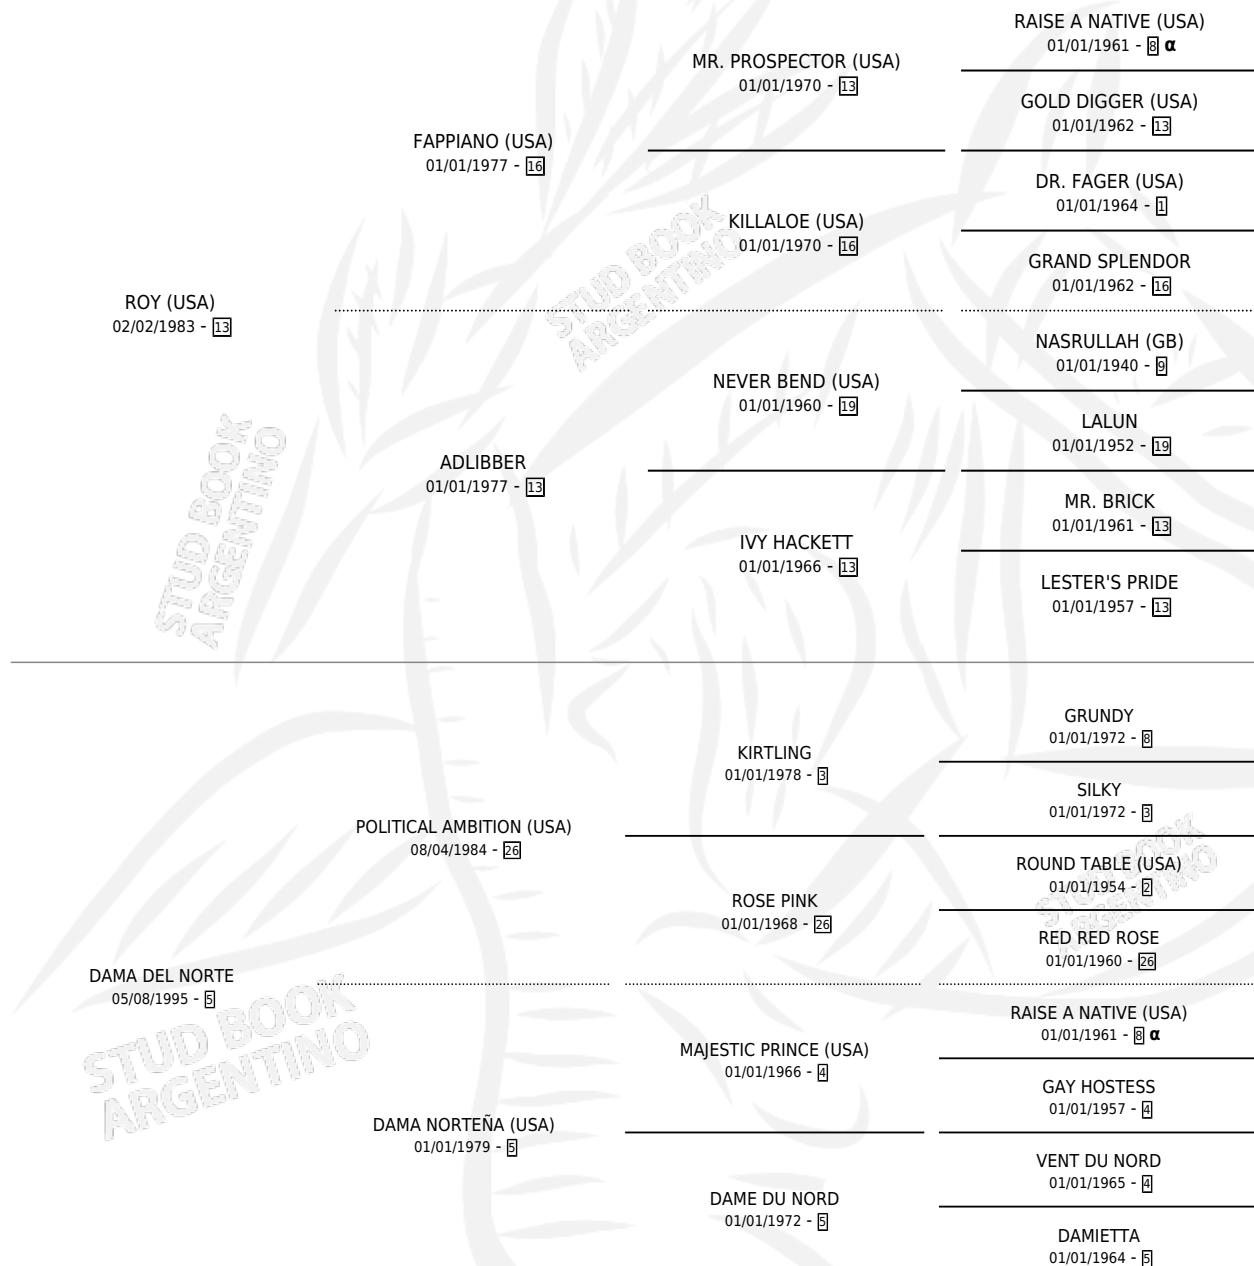 RAISE A NATIVE (USA)
01/01/1961 - 8 α
MR. PROSPECTOR (USA)
01/01/1970 - 13
GOLD DIGGER (USA)
01/01/1962 - 13
FAPPIANO (USA)
01/01/1977 - 16
DR. FAGER (USA)
01/01/1964 - 1
KILLALOE (USA)
01/01/1970 - 16
GRAND SPLENDOR
01/01/1962 - 16
STUD BOOK
ARGENTINO
ROY (USA)
02/02/1983 - 13
NASRULLAH (GB)
01/01/1940 - 9
NEVER BEND (USA)
01/01/1960 - 19
LALUN
01/01/1952 - 19
ADLIBBER
01/01/1977 - 13
MR. BRICK
01/01/1961 - 13
IVY HACKETT
01/01/1966 - 13
LESTER'S PRIDE
01/01/1957 - 13
STUD BOOK
ARGENTINO
GRUNDY
01/01/1972 - 8
KIRTLING
01/01/1978 - 3
SILKY
01/01/1972 - 3
POLITICAL AMBITION (USA)
08/04/1984 - 26
ROUND TABLE (USA)
01/01/1954 - 2
STUD BOOK
ARGENTINO
ROSE PINK
01/01/1968 - 26
RED RED ROSE
01/01/1960 - 26
DAMA DEL NORTE
05/08/1995 - 5
STUD BOOK
ARGENTINO
RAISE A NATIVE (USA)
01/01/1961 - 8 α
MAJESTIC PRINCE (USA)
01/01/1966 - 4
GAY HOSTESS
01/01/1957 - 4
DAMA NORTEÑA (USA)
01/01/1979 - 5
VENT DU NORD
01/01/1965 - 4
DAME DU NORD
01/01/1972 - 5
DAMIETTA
01/01/1964 - 5